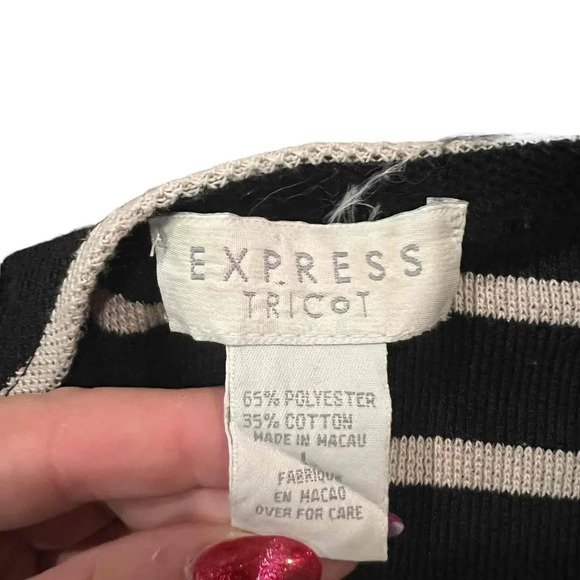 EXPRESS
TRICOT
65% POLYESTER
35% COTTON
MADE IN MACAU
L
FABRIQUE
EN MACAO
OVER FOR CARE